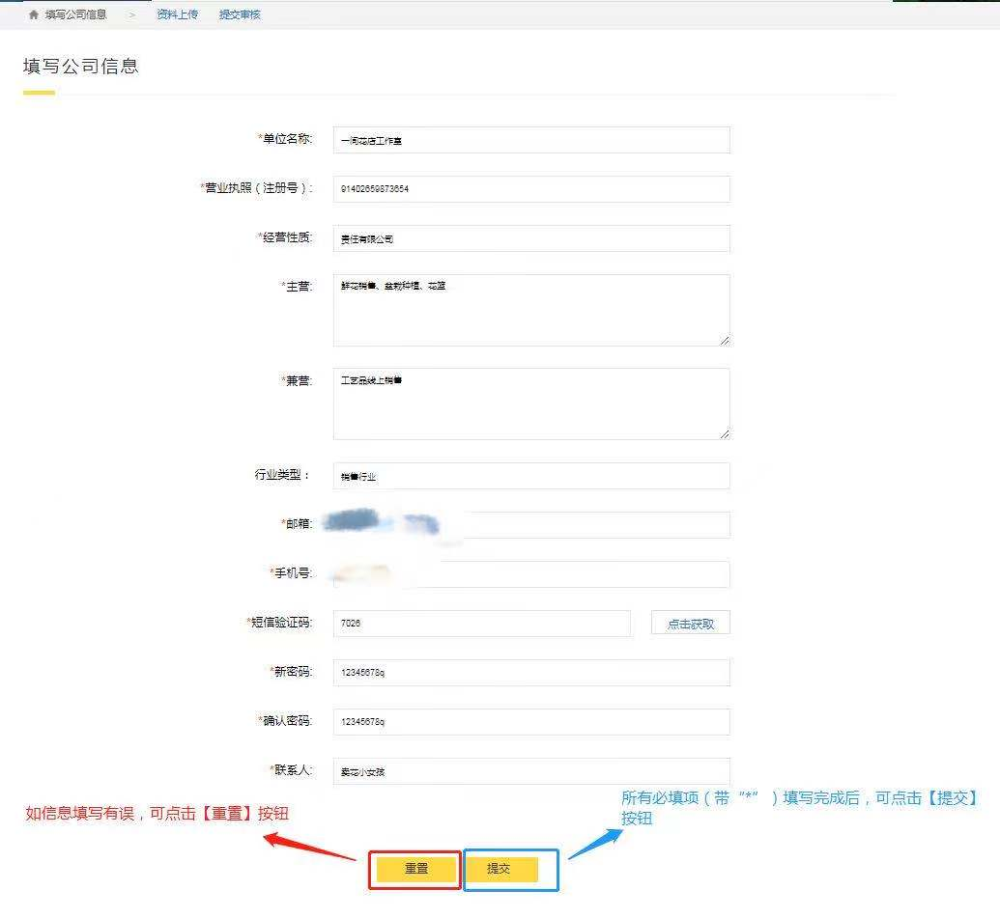 填写公司信息 > 资料上传 提交审核
填写公司信息
*单位名称: 一间花店工作室
*营业执照（注册号）: 91402659873654
*经营性质: 责任有限公司
*主营: 鲜花销售、盆栽种植、花篮
*兼营: 工艺品线上销售
行业类型： 销售行业
*邮箱:
*手机号:
*短信验证码: 7026 点击获取
*新密码: 12345678q
*确认密码: 12345678q
*联系人: 卖花小女孩
所有必填项（带“*”）填写完成后，可点击【提交】
按钮
如信息填写有误，可点击【重置】按钮
重置 提交